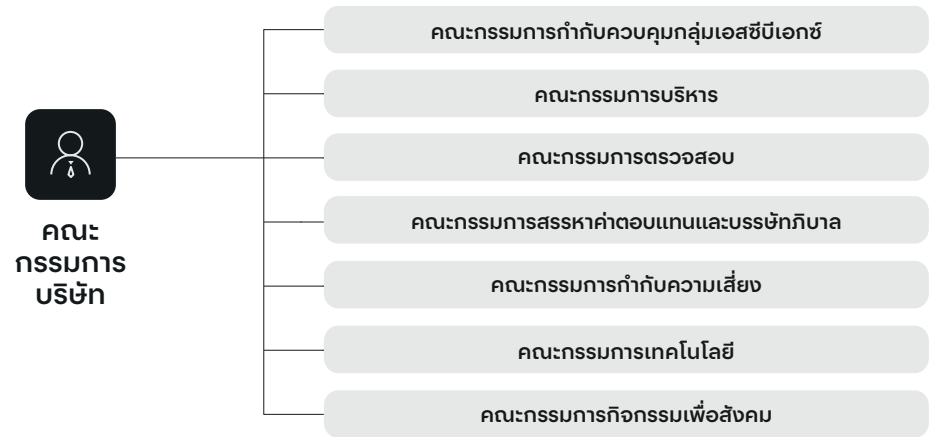 คณะกรรมการกำกับควบคุมกลุ่มเอสซีบีเอกซ์
คณะกรรมการบริหาร
คณะกรรมการตรวจสอบ
คณะ
กรรมการ
บริษัท
คณะกรรมการสรรหาค่าตอบแทนและบรรษัทภิบาล
คณะกรรมการกำกับความเสี่ยง
คณะกรรมการเทคโนโลยี
คณะกรรมการกิจกรรมเพื่อสังคม